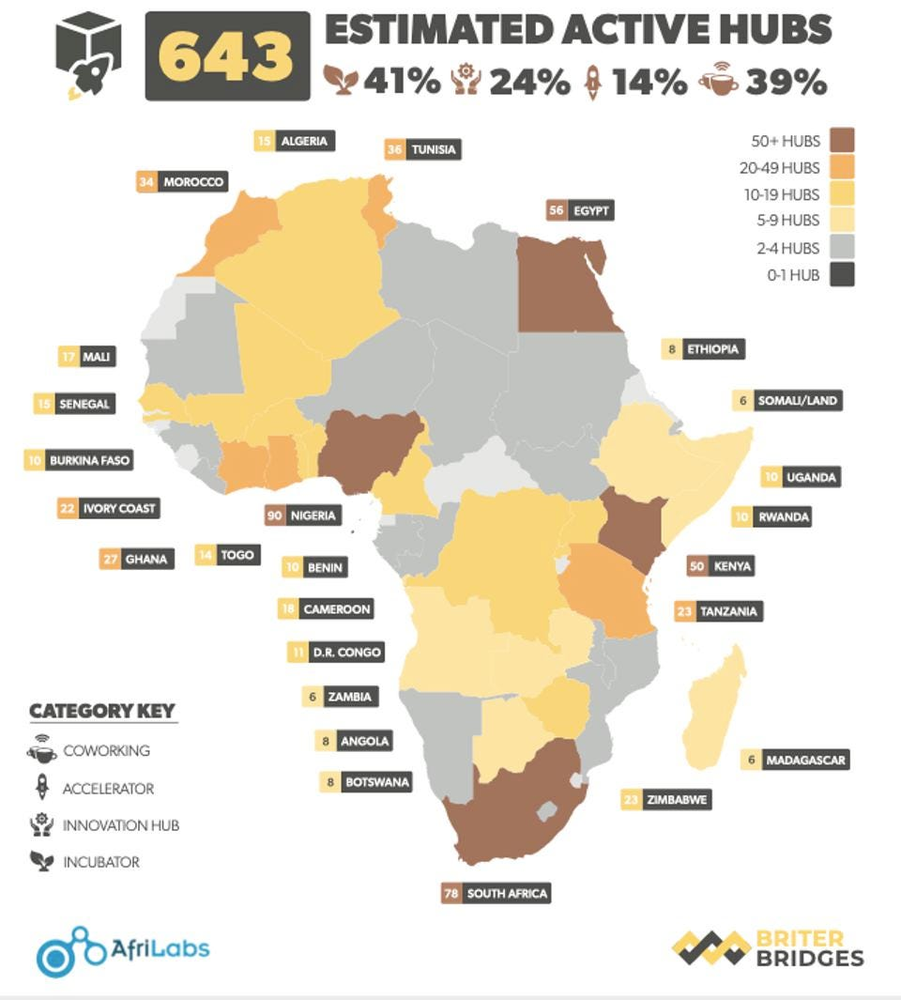 643
ESTIMATED ACTIVE HUBS
41% 24% 14% 39%
50+ HUBS
20-49 HUBS
10-19 HUBS
5-9 HUBS
2-4 HUBS
0-1 HUB
15 ALGERIA
36 TUNISIA
34 MOROCCO
56 EGYPT
17 MALI
8 ETHIOPIA
15 SENEGAL
6 SOMALI/LAND
10 BURKINA FASO
10 UGANDA
22 IVORY COAST
90 NIGERIA
10 RWANDA
27 GHANA
14 TOGO
10 BENIN
50 KENYA
18 CAMEROON
23 TANZANIA
11 D.R. CONGO
6 ZAMBIA
8 ANGOLA
8 BOTSWANA
6 MADAGASCAR
23 ZIMBABWE
78 SOUTH AFRICA
CATEGORY KEY
COWORKING
ACCELERATOR
INNOVATION HUB
INCUBATOR
AfriLabs
BRITER
BRIDGES